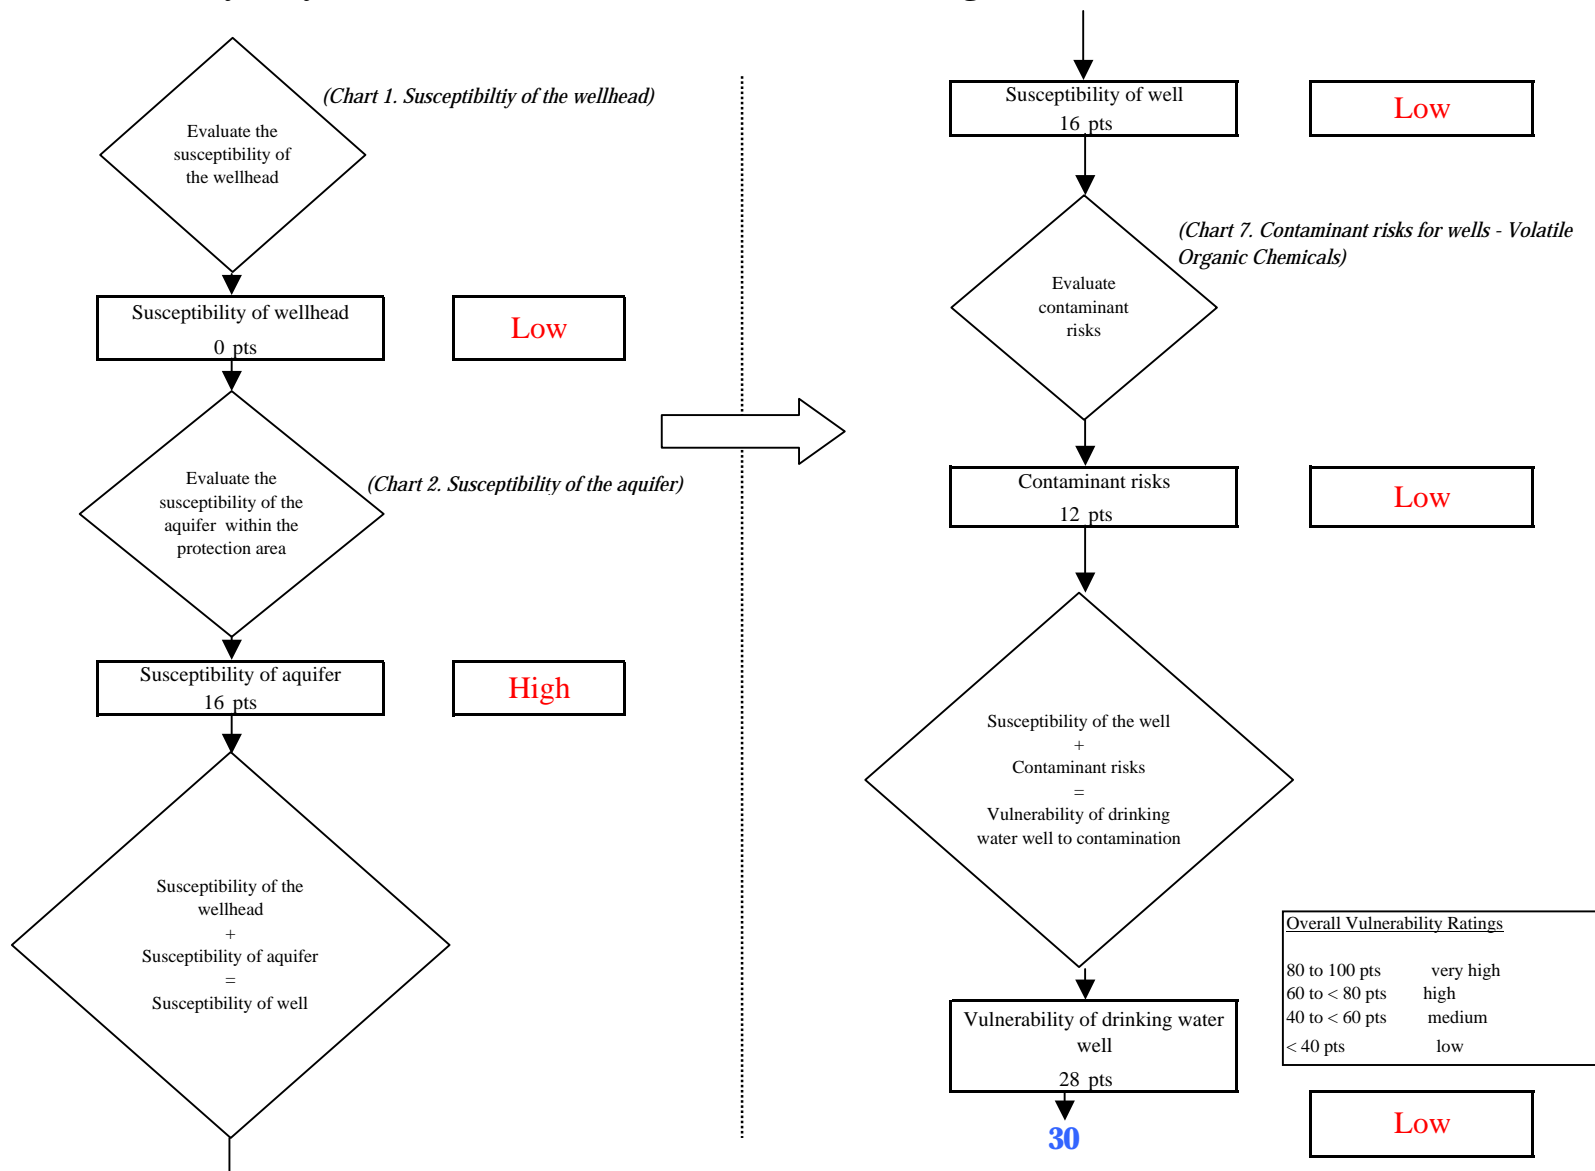 (Chart 1. Susceptibiltiy of the wellhead)
Evaluate the
susceptibility of
the wellhead
Susceptibility of wellhead
0 pts
Low
Evaluate the
susceptibility of the
aquifer within the
protection area
(Chart 2. Susceptibility of the aquifer)
Susceptibility of aquifer
16 pts
High
Susceptibility of the
wellhead
+
Susceptibility of aquifer
=
Susceptibility of well
Susceptibility of well
16 pts
Low
(Chart 7. Contaminant risks for wells - Volatile
Organic Chemicals)
Evaluate
contaminant
risks
Contaminant risks
12 pts
Low
Susceptibility of the well
+
Contaminant risks
=
Vulnerability of drinking
water well to contamination
Overall Vulnerability Ratings
80 to 100 pts very high
60 to < 80 pts high
40 to < 60 pts medium
< 40 pts low
Vulnerability of drinking water
well
28 pts
30
Low